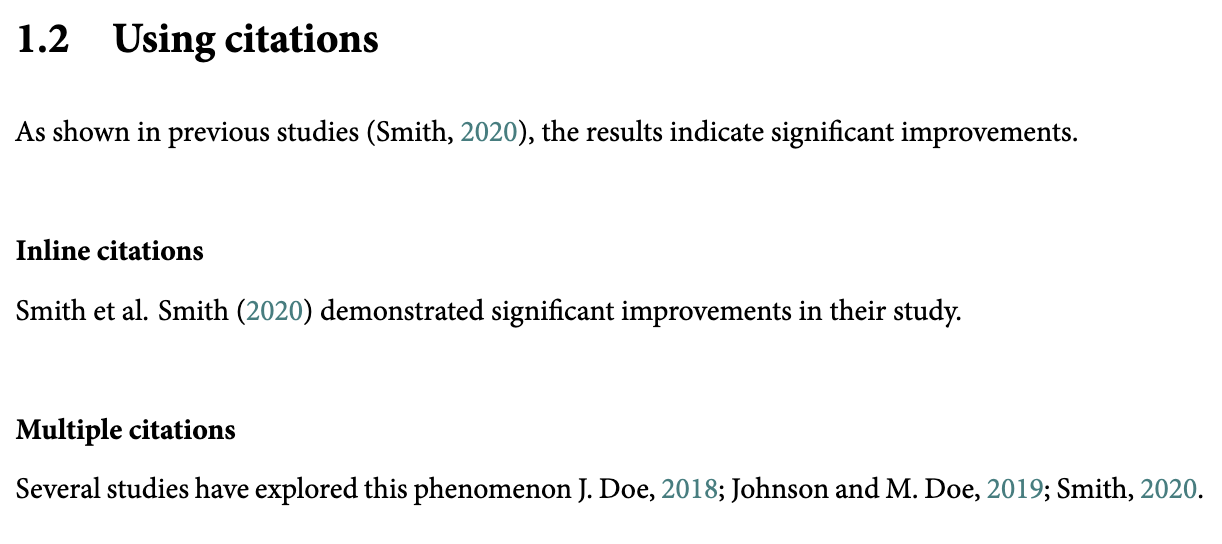 1.2 Using citations
As shown in previous studies (Smith, 2020), the results indicate significant improvements.
Inline citations
Smith et al. Smith (2020) demonstrated significant improvements in their study.
Multiple citations
Several studies have explored this phenomenon J. Doe, 2018; Johnson and M. Doe, 2019; Smith, 2020.